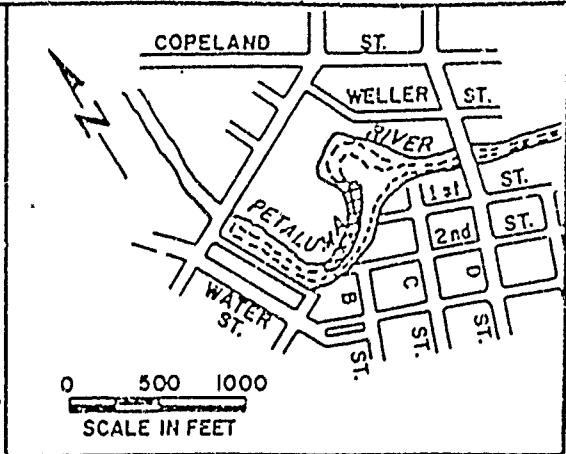 COPELAND ST.
WELLER ST.
RIVER
N
PETALUMA
1st ST.
2nd ST.
B ST.
C ST.
D ST.
WATER ST.
0 500 1000
SCALE IN FEET